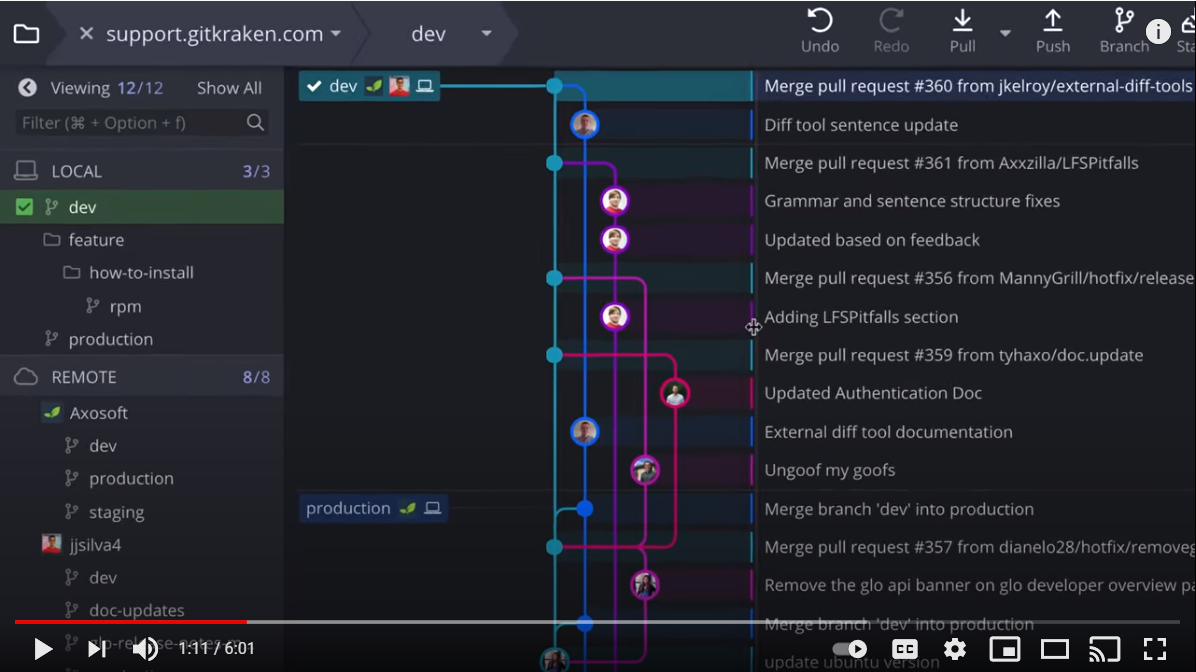 support.gitkraken.com
dev
Undo
Redo
Pull
Push
Branch
Viewing 12/12 Show All
Filter (⌘ + Option + f)
LOCAL 3/3
dev
feature
how-to-install
rpm
production
REMOTE 8/8
Axosoft
dev
production
staging
jjsilva4
dev
doc-updates
dev
production
Merge pull request #360 from jkelroy/external-diff-tools
Diff tool sentence update
Merge pull request #361 from Axxzilla/LFSPitfalls
Grammar and sentence structure fixes
Updated based on feedback
Merge pull request #356 from MannyGrill/hotfix/release
Adding LFSPitfalls section
Merge pull request #359 from tyhaxo/doc.update
Updated Authentication Doc
External diff tool documentation
Ungoof my goofs
Merge branch 'dev' into production
Merge pull request #357 from dianelo28/hotfix/remove
Remove the glo api banner on glo developer overview pa
Merge branch 'dev' into production
update ubuntu version
1:11 / 6:01
CC